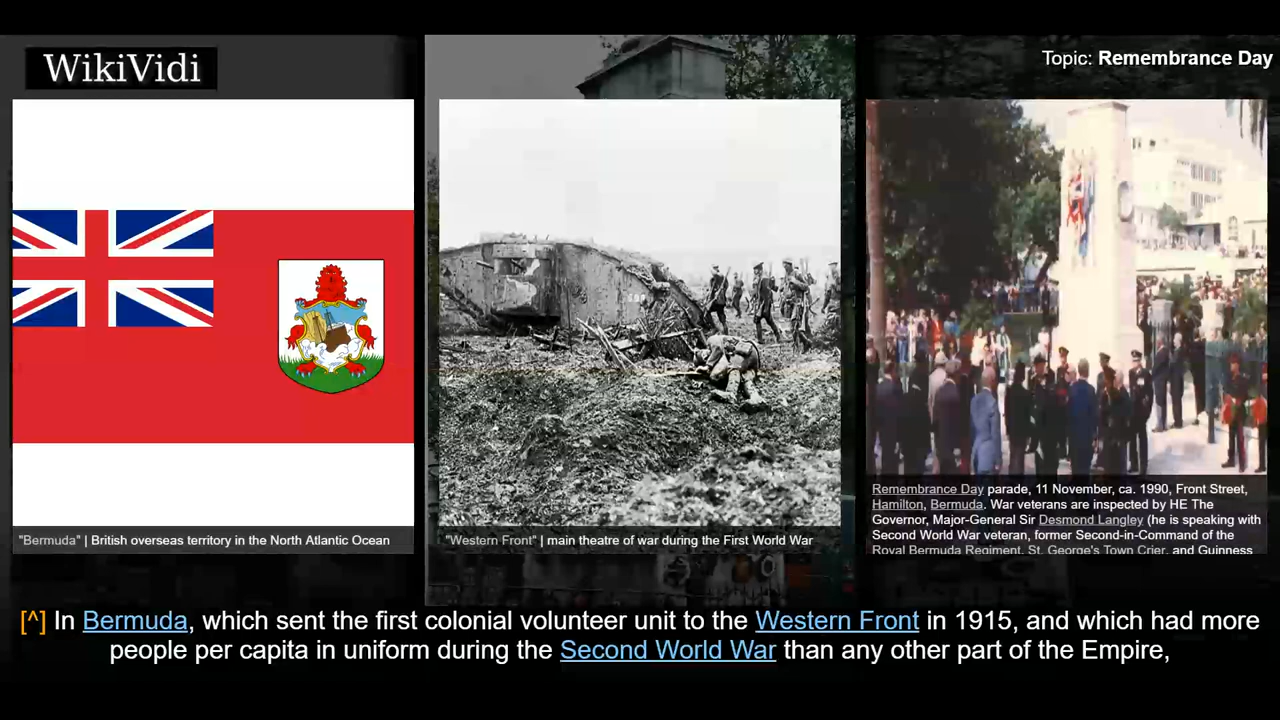 WikiVidi
Topic: Remembrance Day
"Bermuda" | British overseas territory in the North Atlantic Ocean
"Western Front" | main theatre of war during the First World War
Remembrance Day parade, 11 November, ca. 1990, Front Street,
Hamilton, Bermuda. War veterans are inspected by HE The
Governor, Major-General Sir Desmond Langley (he is speaking with
Second World War veteran, former Second-in-Command of the
Royal Bermuda Regiment, St. George's Town Crier, and Guinness
[^] In Bermuda, which sent the first colonial volunteer unit to the Western Front in 1915, and which had more
people per capita in uniform during the Second World War than any other part of the Empire,